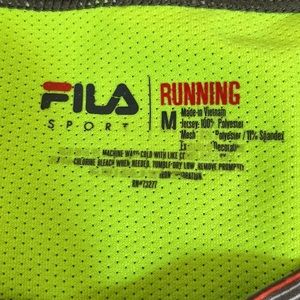 FILA
SPORT
RUNNING
M
Made in Vietnam
Jersey: 100% Polyester
Mesh Polyester / 11% Spandex
MACHINE WASH COLD WITH LIKE
CHLORINE BLEACH WHEN NEEDED. TUMBLE DRY LOW. REMOVE PROMPTLY